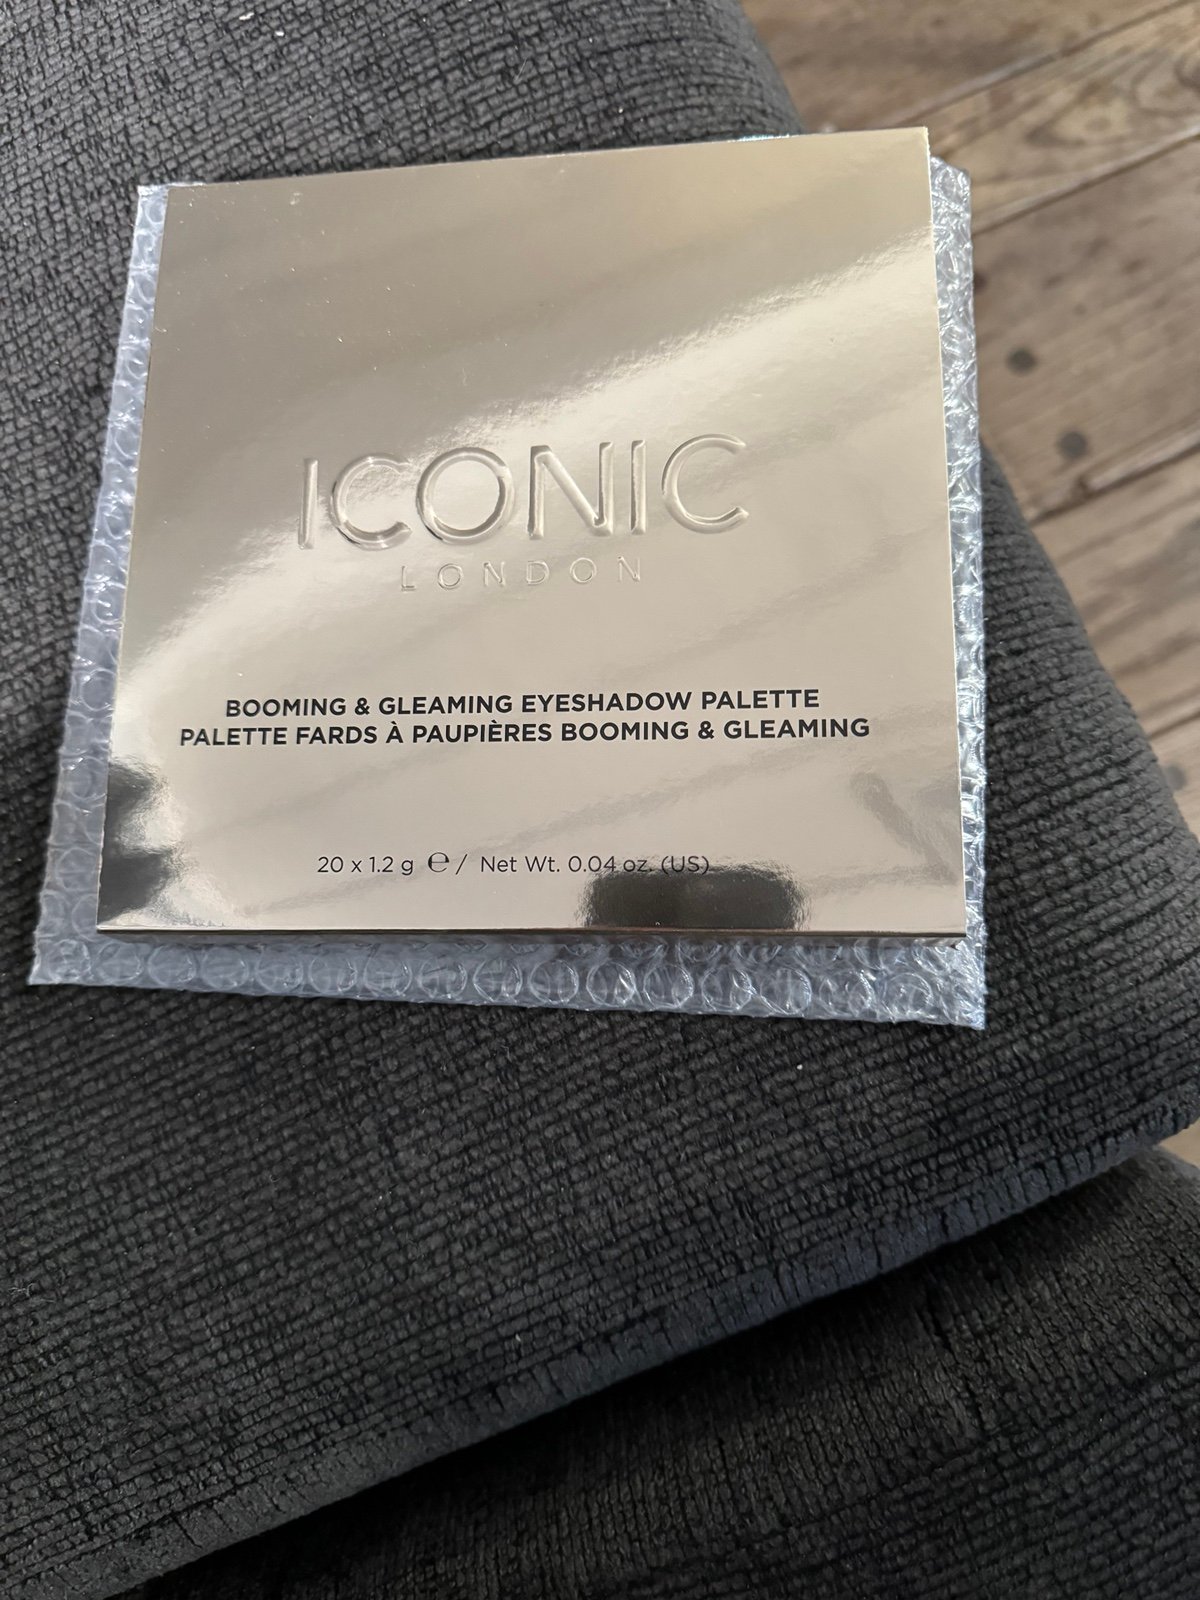 ICONIC
LONDON
BOOMING & GLEAMING EYESHADOW PALETTE
PALETTE FARDS À PAUPIÈRES BOOMING & GLEAMING
20 x 1.2 g ℮ / Net Wt. 0.04 oz. (US)